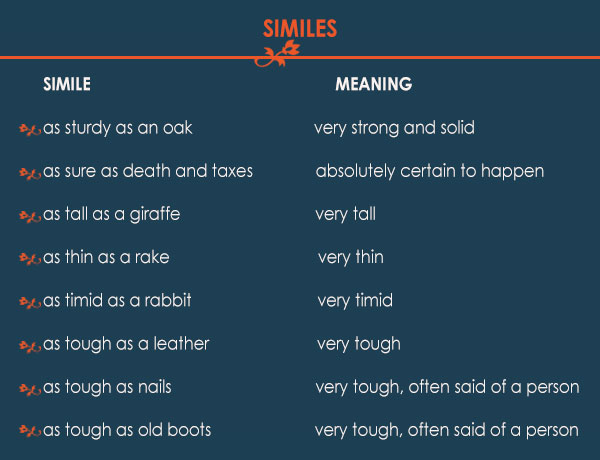 SIMILES
SIMILE MEANING
as sturdy as an oak very strong and solid
as sure as death and taxes absolutely certain to happen
as tall as a giraffe very tall
as thin as a rake very thin
as timid as a rabbit very timid
as tough as a leather very tough
as tough as nails very tough, often said of a person
as tough as old boots very tough, often said of a person